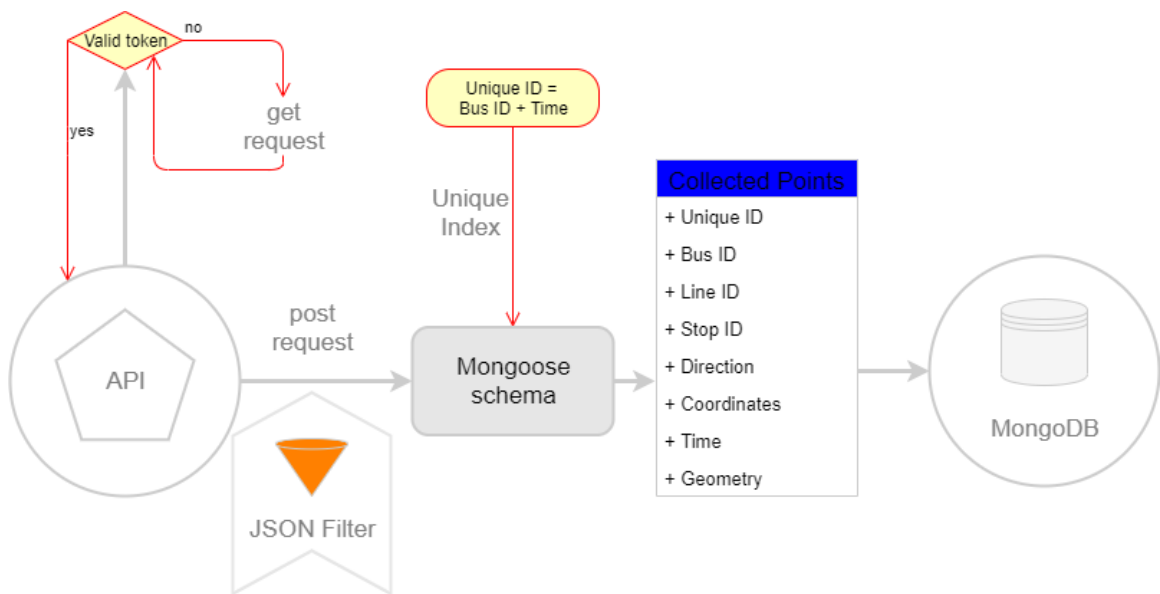 Valid token
no
yes
get
request
Unique ID =
Bus ID + Time
Unique
Index
Collected Points
+ Unique ID
+ Bus ID
+ Line ID
+ Stop ID
+ Direction
+ Coordinates
+ Time
+ Geometry
API
post
request
Mongoose
schema
JSON Filter
MongoDB